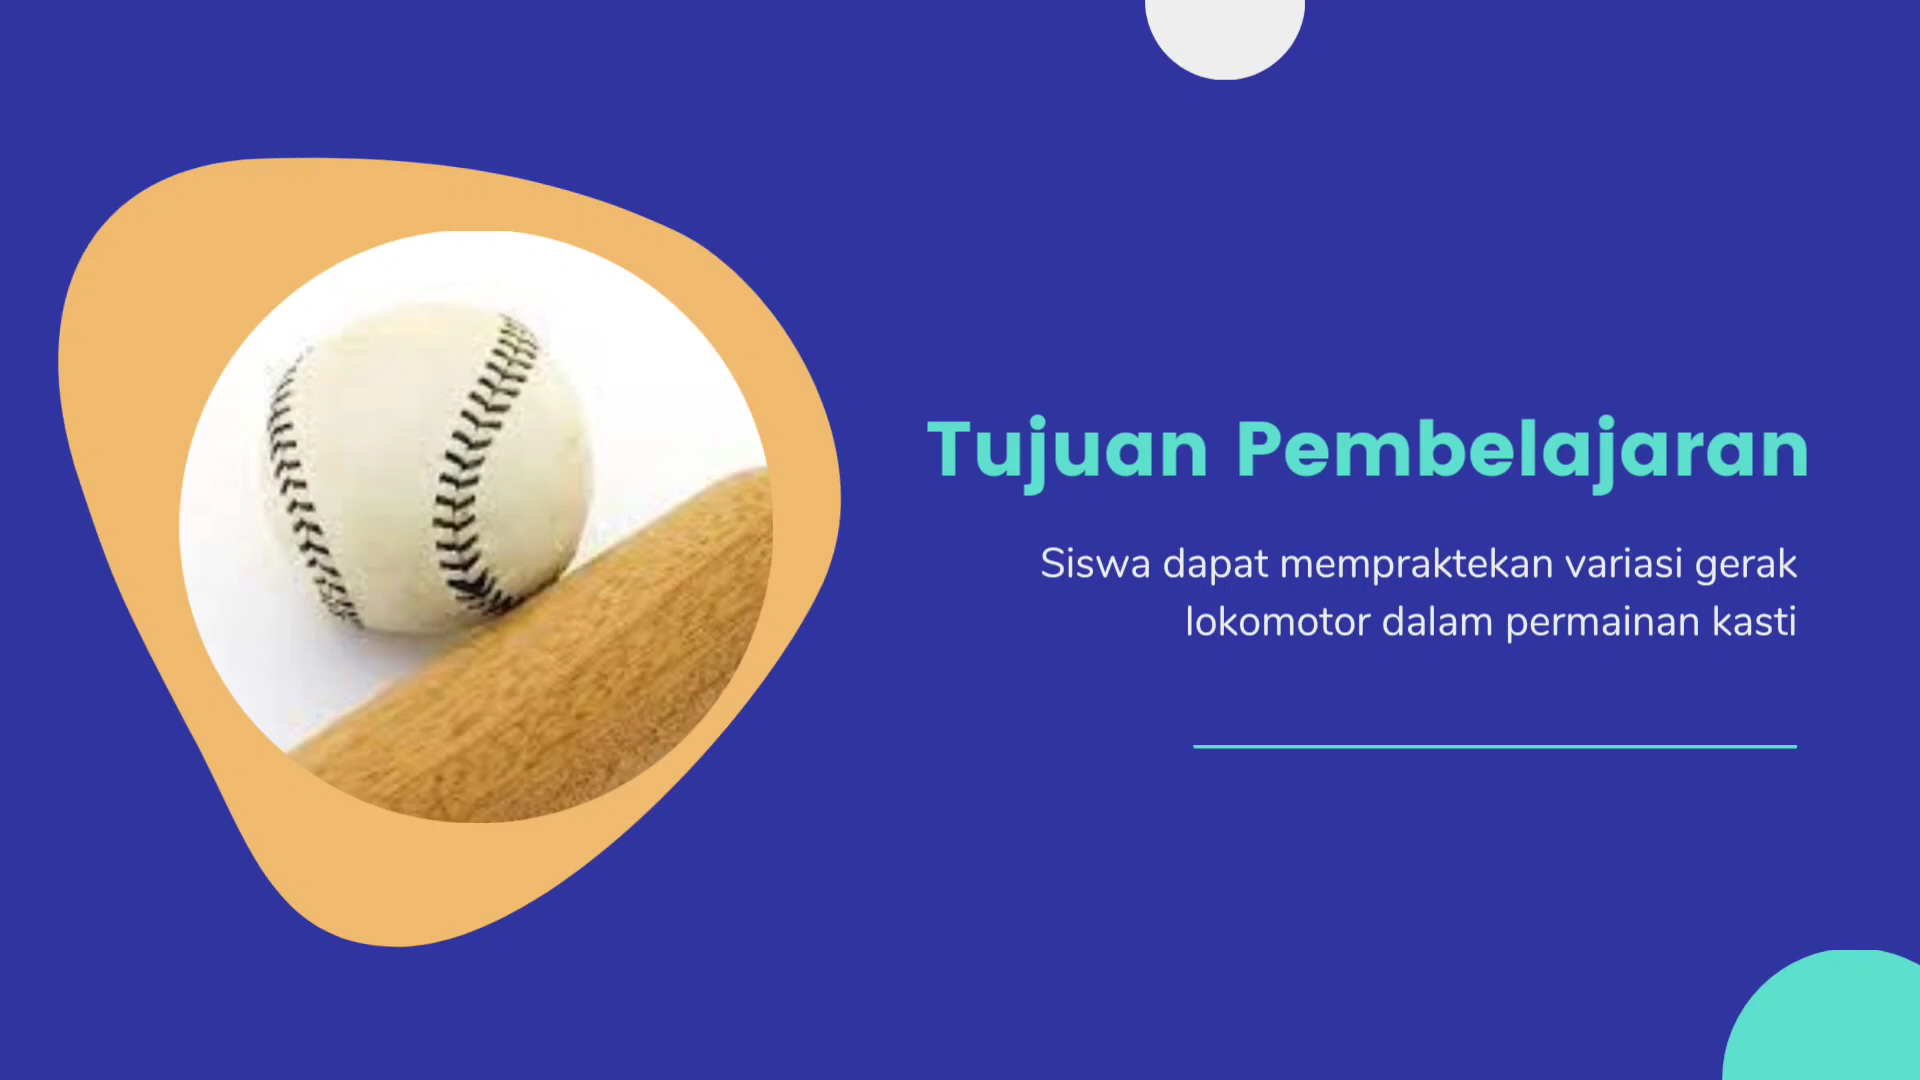 Tujuan Pembelajaran
Siswa dapat mempraktekan variasi gerak
lokomotor dalam permainan kasti